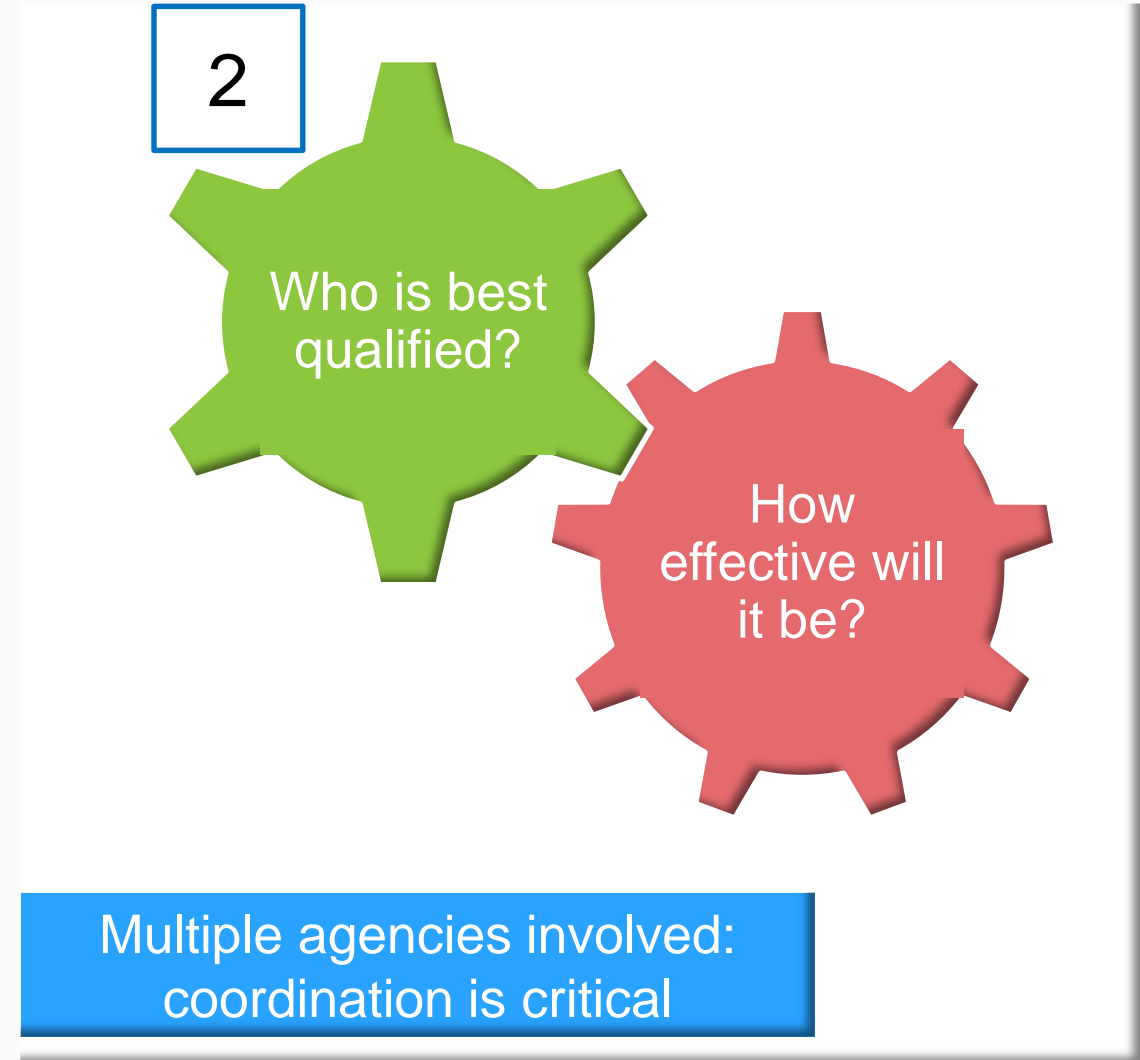 2
Who is best
qualified?
How
effective will
it be?
Multiple agencies involved:
coordination is critical